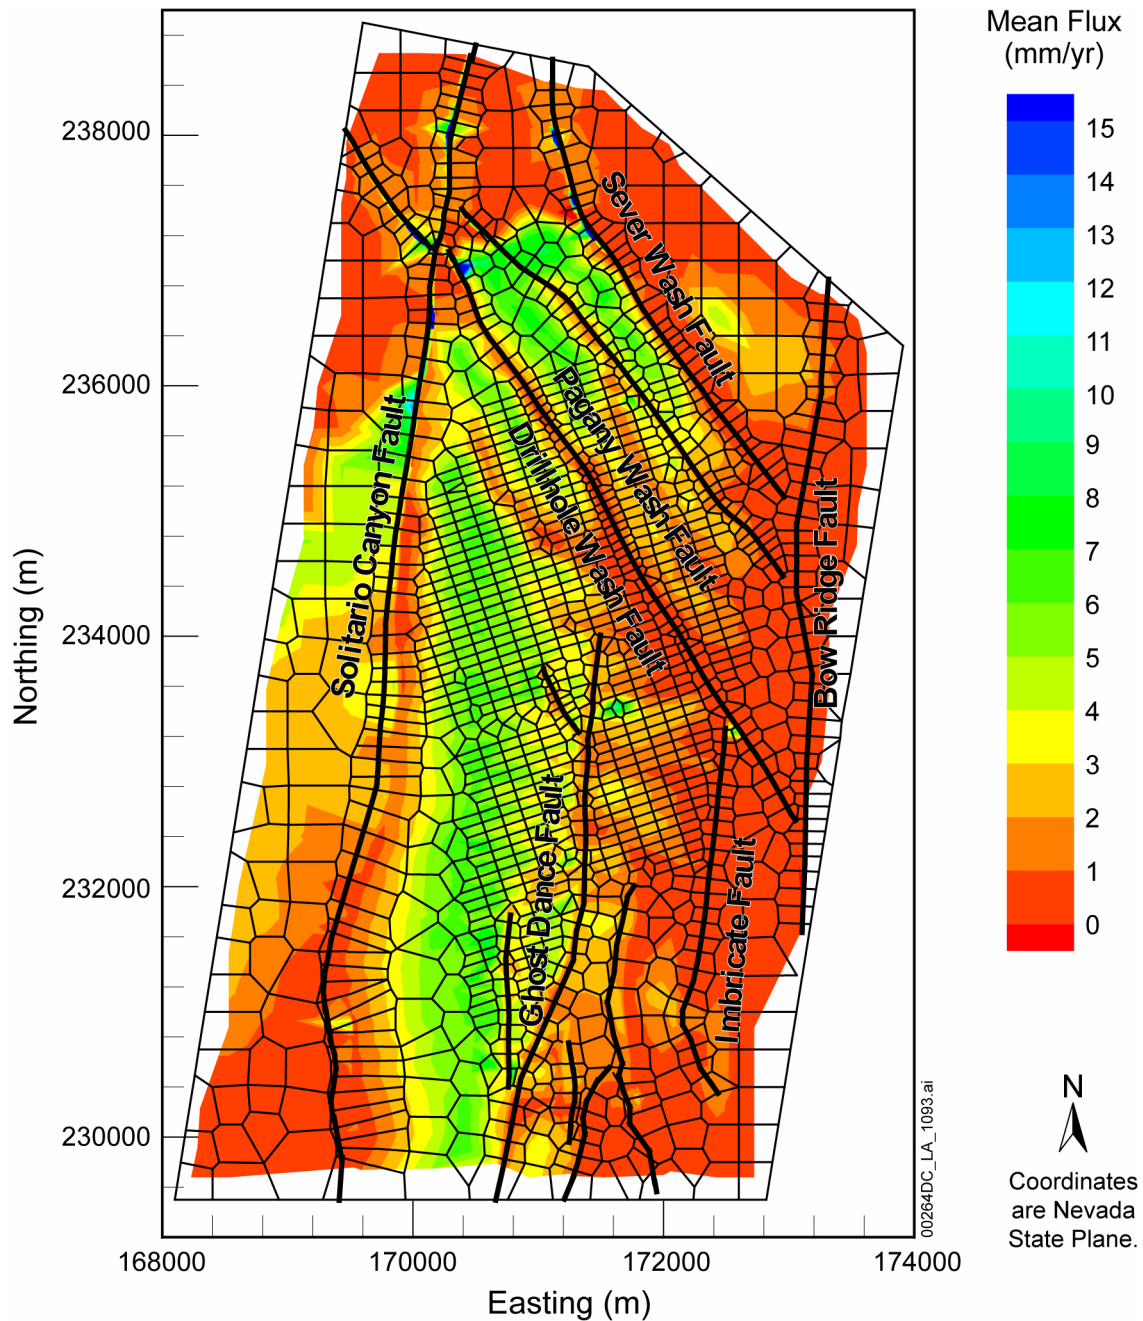 Mean Flux
(mm/yr)
15
14
13
12
11
10
9
8
7
6
5
4
3
2
1
0
238000
236000
234000
232000
230000
Northing (m)
168000
170000
172000
174000
Easting (m)
Sever Wash Fault
Pagany Wash Fault
Drillhole Wash Fault
Solitario Canyon Fault
Bow Ridge Fault
Ghost Dance Fault
Imbricate Fault
00264DC_LA_1093.ai
N
Coordinates
are Nevada
State Plane.